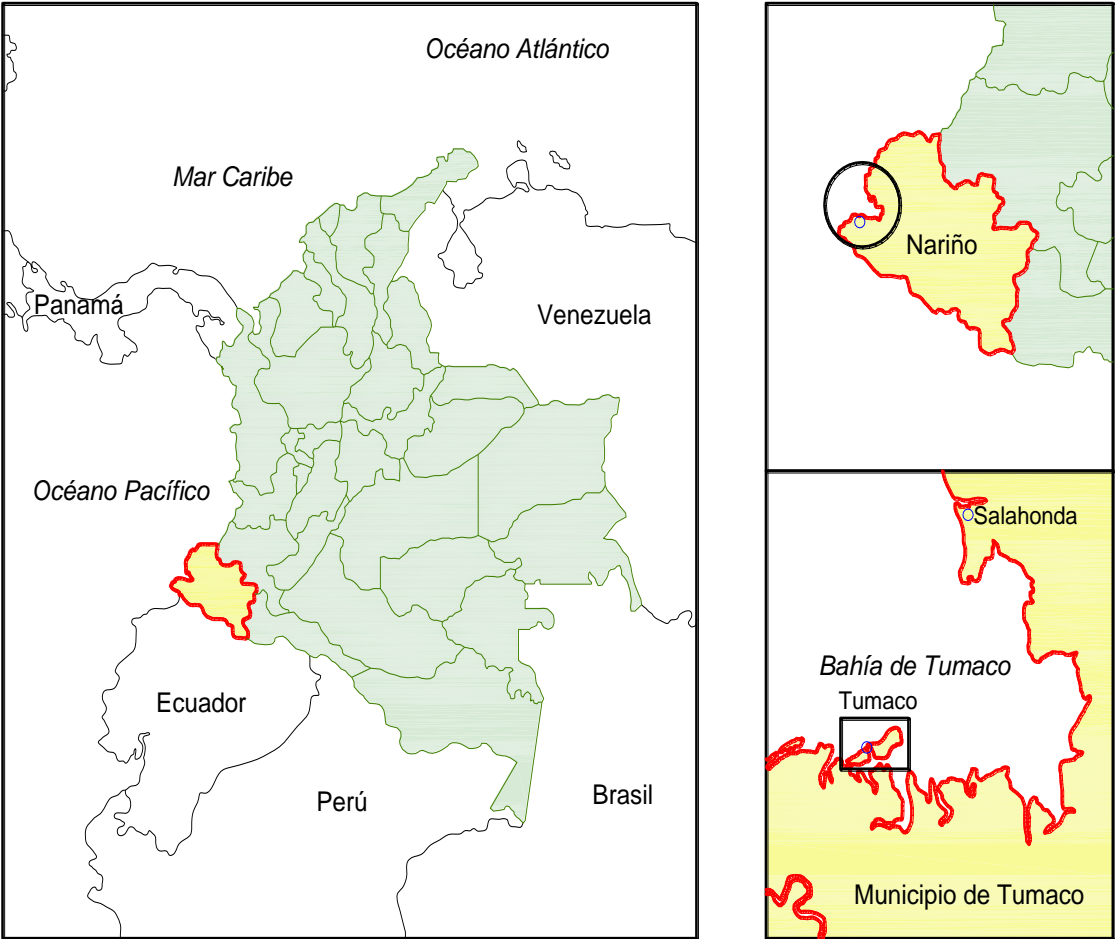 Océano Atlántico
Mar Caribe
Panamá
Venezuela
Océano Pacífico
Ecuador
Perú
Brasil
Nariño
Salahonda
Bahía de Tumaco
Tumaco
Municipio de Tumaco